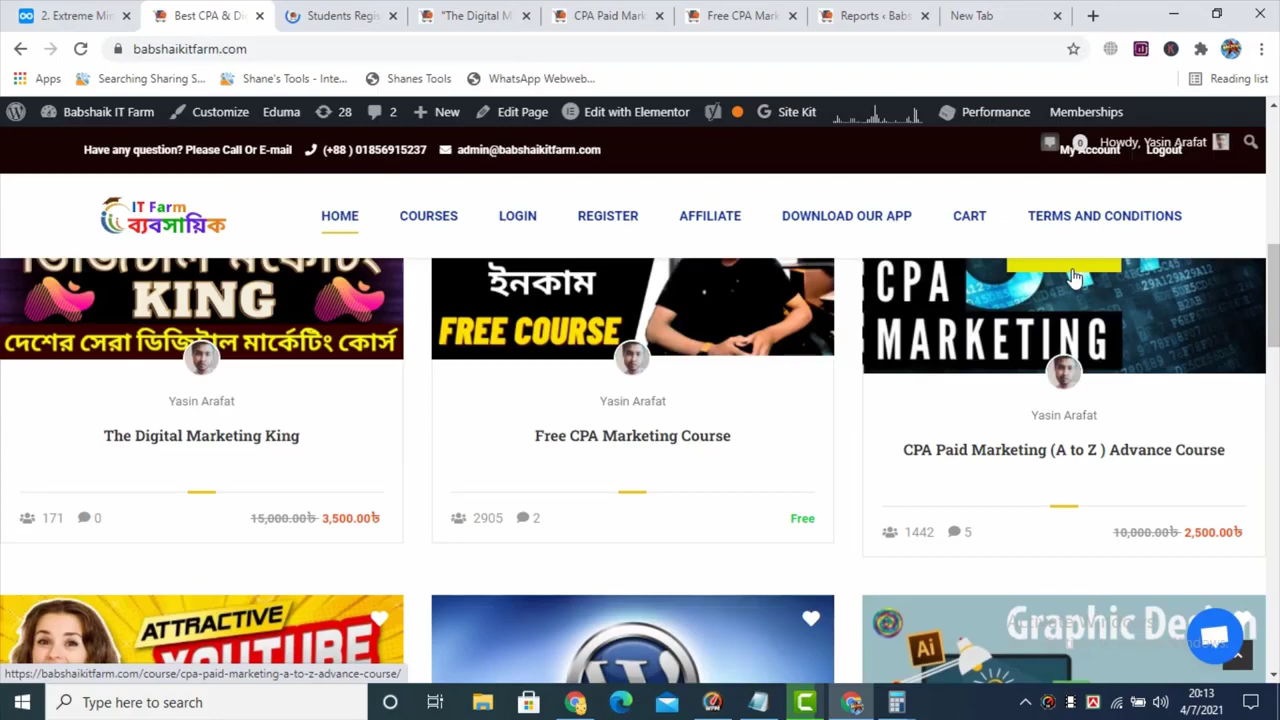 2. Extreme Mi
Best CPA & Di
Students Regis
"The Digital M
CPA Paid Mark
Free CPA Mark
Reports ‹ Babs
New Tab
babshaikitfarm.com
Apps
Searching Sharing S...
Shane's Tools - Inte...
Shanes Tools
WhatsApp Webweb...
Reading list
Babshaik IT Farm
Customize
Eduma
28
2
New
Edit Page
Edit with Elementor
Site Kit
Performance
Memberships
Have any question? Please Call Or E-mail
(+88 ) 01856915237
admin@babshaikitfarm.com
0
Howdy, Yasin Arafat
My Account
Logout
IT Farm
ব্যবসায়িক
HOME
COURSES
LOGIN
REGISTER
AFFILIATE
DOWNLOAD OUR APP
CART
TERMS AND CONDITIONS
ডিজিটাল মার্কেটিং
KING
দেশের সেরা ডিজিটাল মার্কেটিং কোর্স
ইনকাম
FREE COURSE
CPA
MARKETING
Yasin Arafat
The Digital Marketing King
171
0
15,000.00৳
3,500.00৳
Yasin Arafat
Free CPA Marketing Course
2905
2
Free
Yasin Arafat
CPA Paid Marketing (A to Z ) Advance Course
1442
5
10,000.00৳
2,500.00৳
ATTRACTIVE
YOUTUBE
W
Ai
Graphic Design
https://babshaikitfarm.com/course/cpa-paid-marketing-a-to-z-advance-course/
Type here to search
20:13
4/7/2021